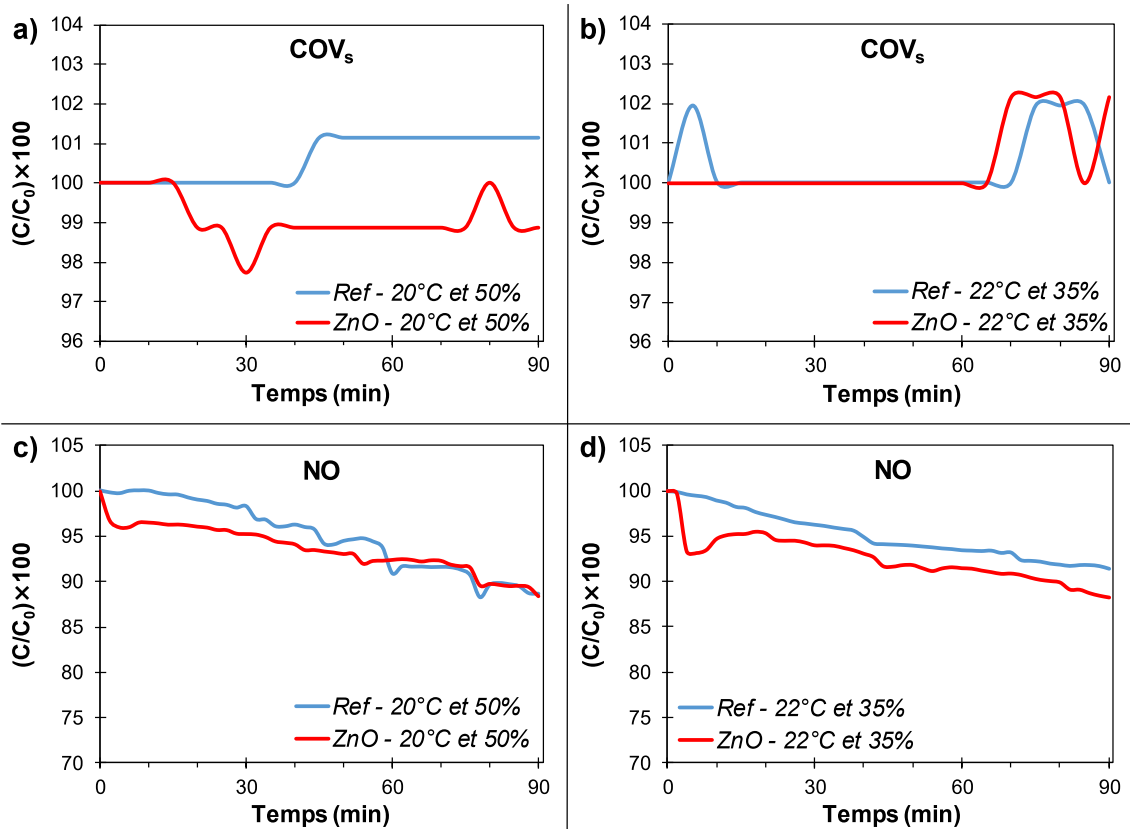 a)
COVₛ
(C/C₀)×100
104
103
102
101
100
99
98
97
96
Ref - 20°C et 50%
ZnO - 20°C et 50%
0 30 60 90
Temps (min)
b)
COVₛ
(C/C₀)×100
104
103
102
101
100
99
98
97
96
Ref - 22°C et 35%
ZnO - 22°C et 35%
0 30 60 90
Temps (min)
c)
NO
(C/C₀)×100
105
100
95
90
85
80
75
70
Ref - 20°C et 50%
ZnO - 20°C et 50%
0 30 60 90
Temps (min)
d)
NO
(C/C₀)×100
105
100
95
90
85
80
75
70
Ref - 22°C et 35%
ZnO - 22°C et 35%
0 30 60 90
Temps (min)